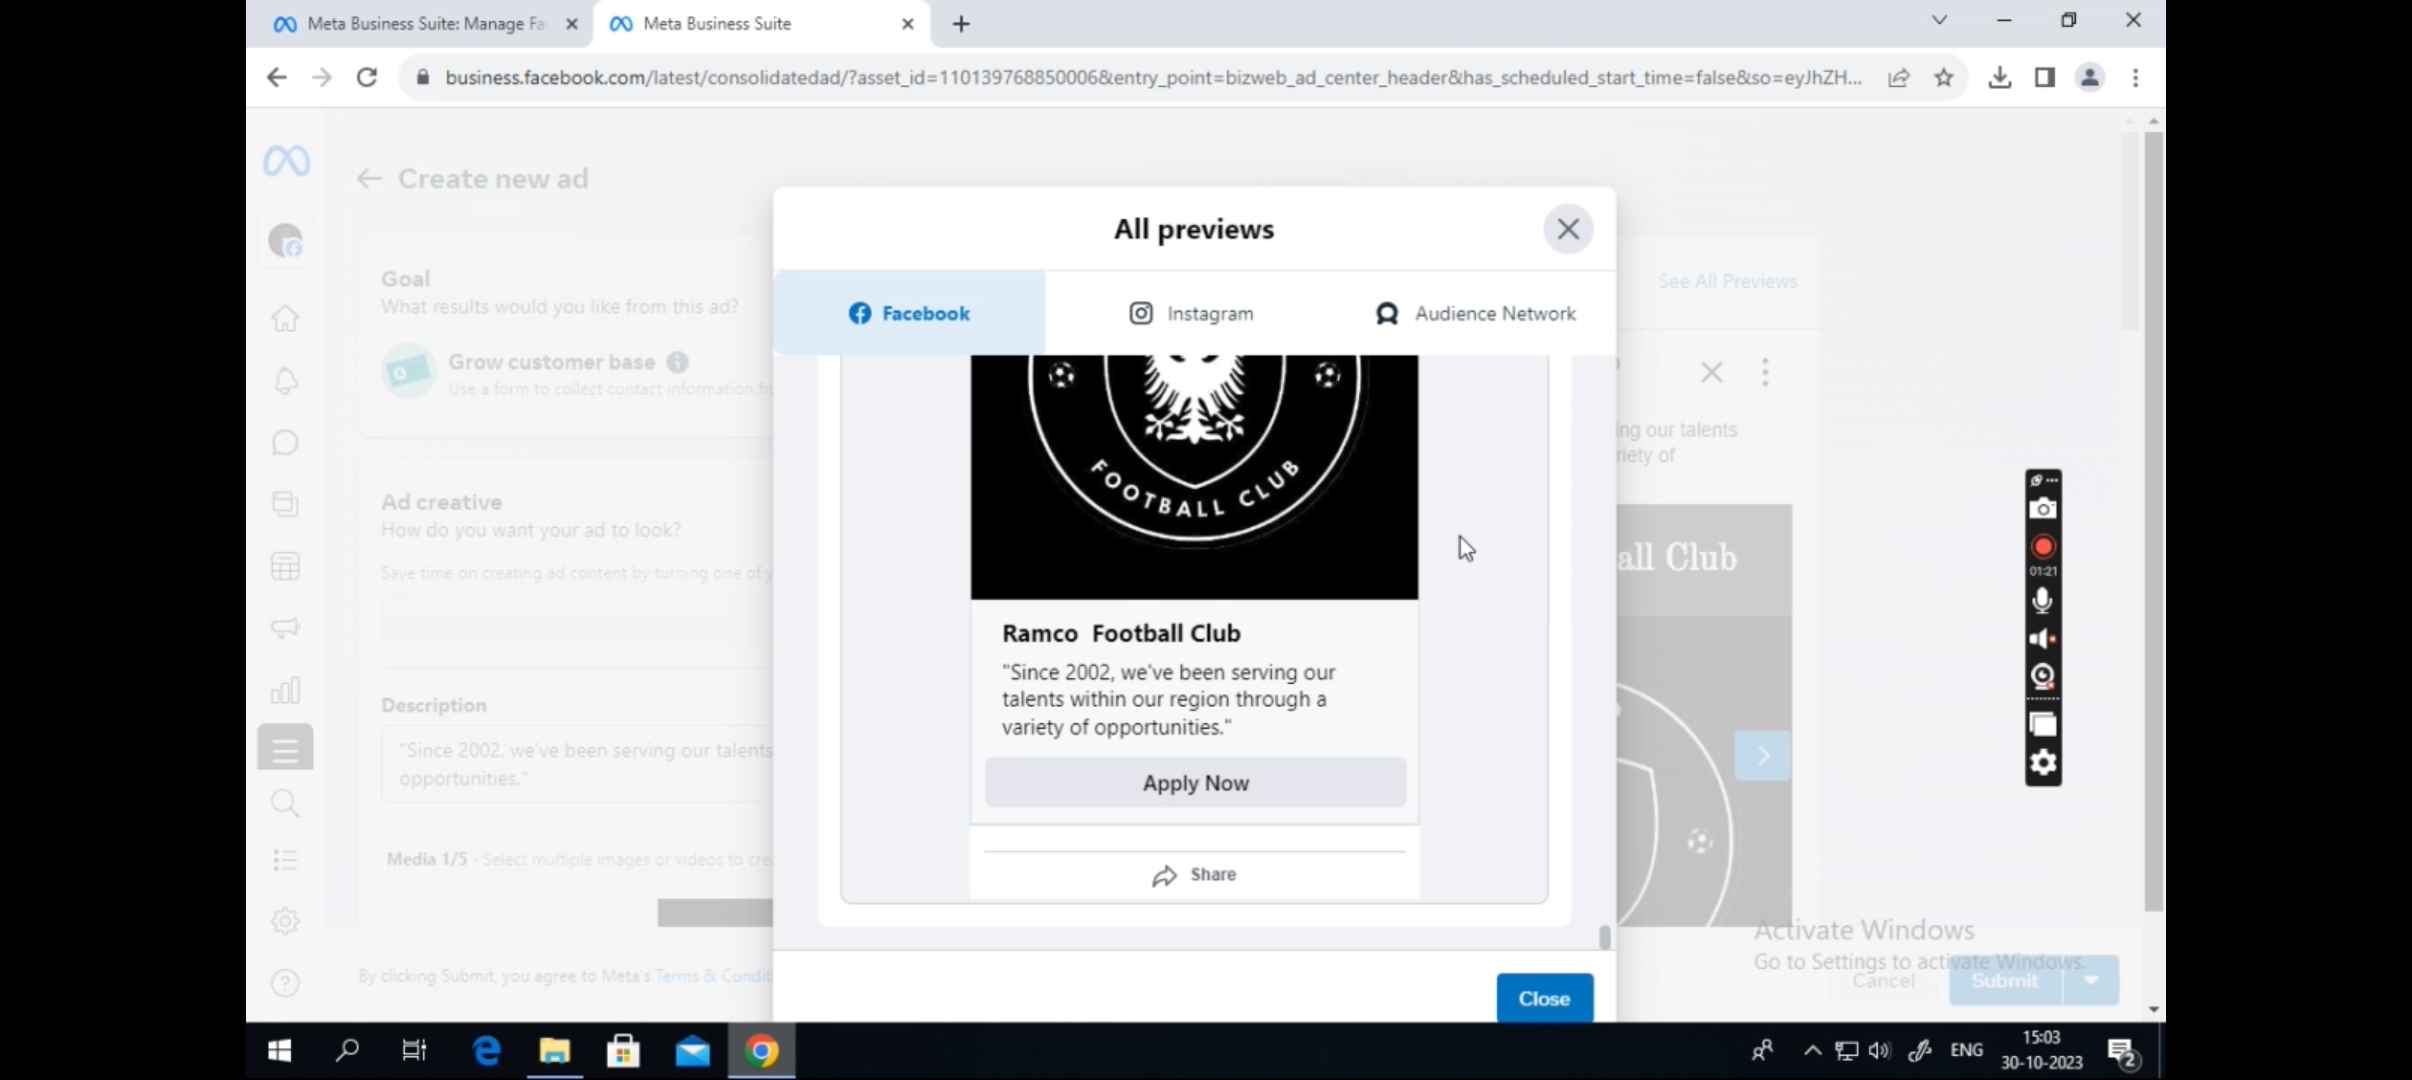 Meta Business Suite: Manage Fa
Meta Business Suite
business.facebook.com/latest/consolidatedad/?asset_id=110139768850006&entry_point=bizweb_ad_center_header&has_scheduled_start_time=false&so=eyJhZH...
Create new ad
All previews
Goal
What results would you like from this ad?
See All Previews
Facebook
Instagram
Audience Network
Grow customer base
Use a form to collect contact information
ing our talents
riety of
FOOTBALL CLUB
Ad creative
How do you want your ad to look?
Save time on creating ad content by turning one of y
all Club
01:21
Ramco  Football Club
"Since 2002, we've been serving our
talents within our region through a
variety of opportunities."
Description
"Since 2002, we've been serving our talents
opportunities."
Apply Now
Media 1/5 · Select multiple images or videos to cre
Share
Activate Windows
Go to Settings to activate Windows.
By clicking Submit, you agree to Meta's Terms & Condit
Cancel
Submit
Close
ENG
15:03
30-10-2023
2